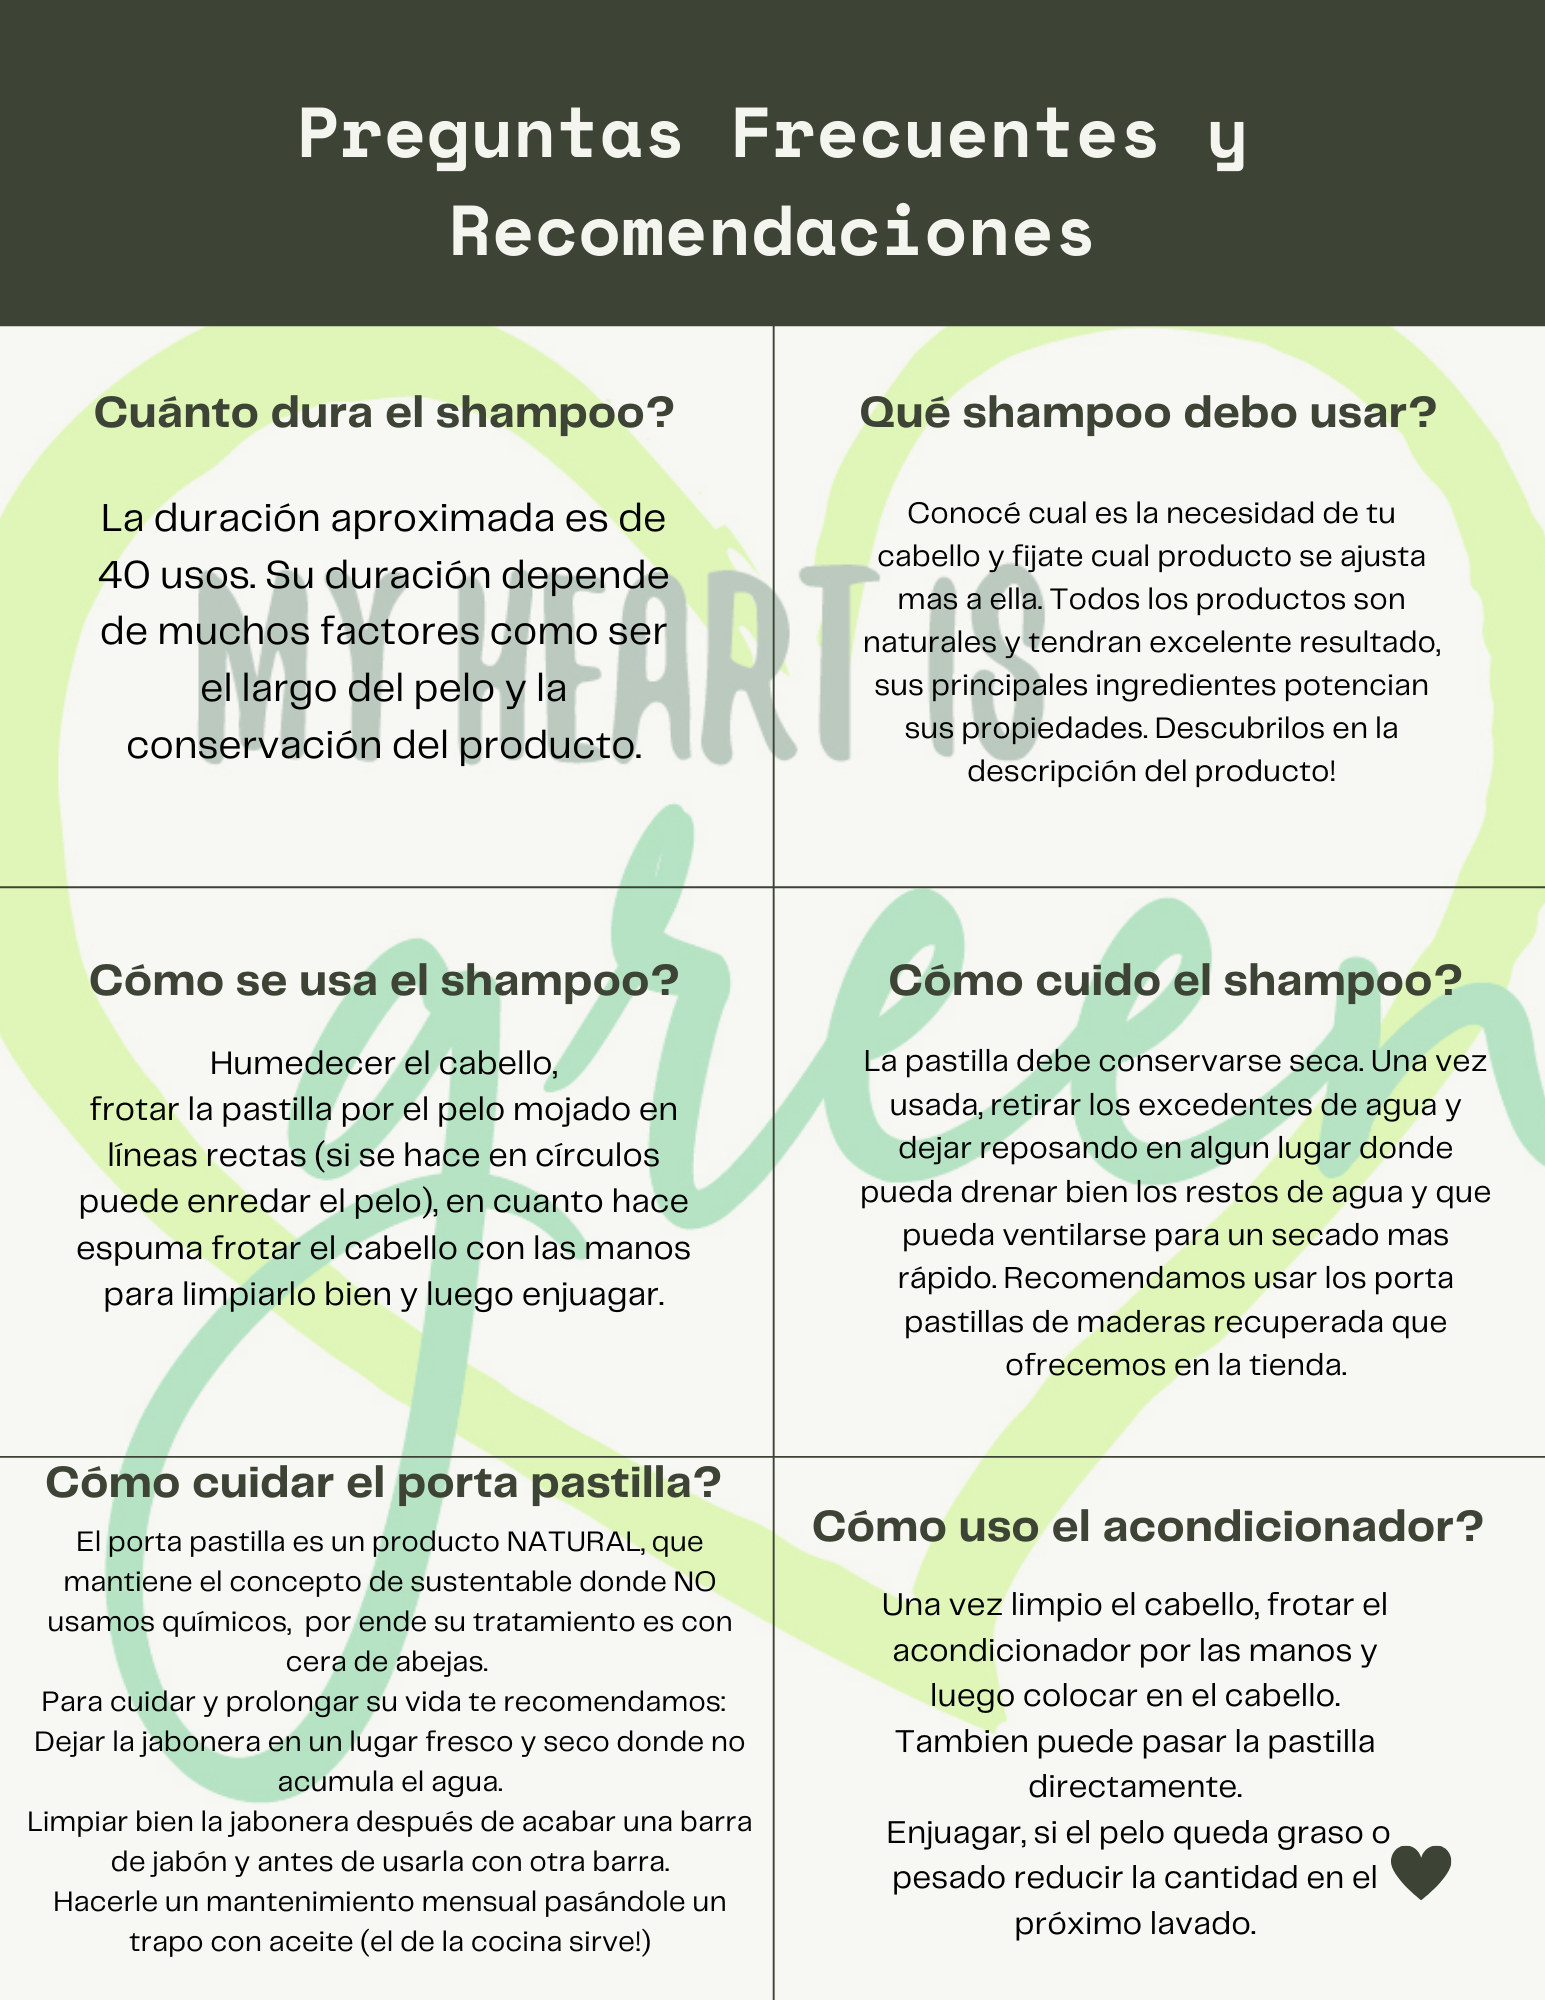 Preguntas Frecuentes y
Recomendaciones
Cuánto dura el shampoo?
La duración aproximada es de
40 usos. Su duración depende
de muchos factores como ser
el largo del pelo y la
conservación del producto.
Qué shampoo debo usar?
Conocé cual es la necesidad de tu
cabello y fijate cual producto se ajusta
mas a ella. Todos los productos son
naturales y tendran excelente resultado,
sus principales ingredientes potencian
sus propiedades. Descubrilos en la
descripción del producto!
MY HEART IS
green
Cómo se usa el shampoo?
Humedecer el cabello,
frotar la pastilla por el pelo mojado en
líneas rectas (si se hace en círculos
puede enredar el pelo), en cuanto hace
espuma frotar el cabello con las manos
para limpiarlo bien y luego enjuagar.
Cómo cuido el shampoo?
La pastilla debe conservarse seca. Una vez
usada, retirar los excedentes de agua y
dejar reposando en algun lugar donde
pueda drenar bien los restos de agua y que
pueda ventilarse para un secado mas
rápido. Recomendamos usar los porta
pastillas de maderas recuperada que
ofrecemos en la tienda.
Cómo cuidar el porta pastilla?
El porta pastilla es un producto NATURAL, que
mantiene el concepto de sustentable donde NO
usamos químicos,  por ende su tratamiento es con
cera de abejas.
Para cuidar y prolongar su vida te recomendamos:
Dejar la jabonera en un lugar fresco y seco donde no
acumula el agua.
Limpiar bien la jabonera después de acabar una barra
de jabón y antes de usarla con otra barra.
Hacerle un mantenimiento mensual pasándole un
trapo con aceite (el de la cocina sirve!)
Cómo uso el acondicionador?
Una vez limpio el cabello, frotar el
acondicionador por las manos y
luego colocar en el cabello.
Tambien puede pasar la pastilla
directamente.
Enjuagar, si el pelo queda graso o
pesado reducir la cantidad en el
próximo lavado.